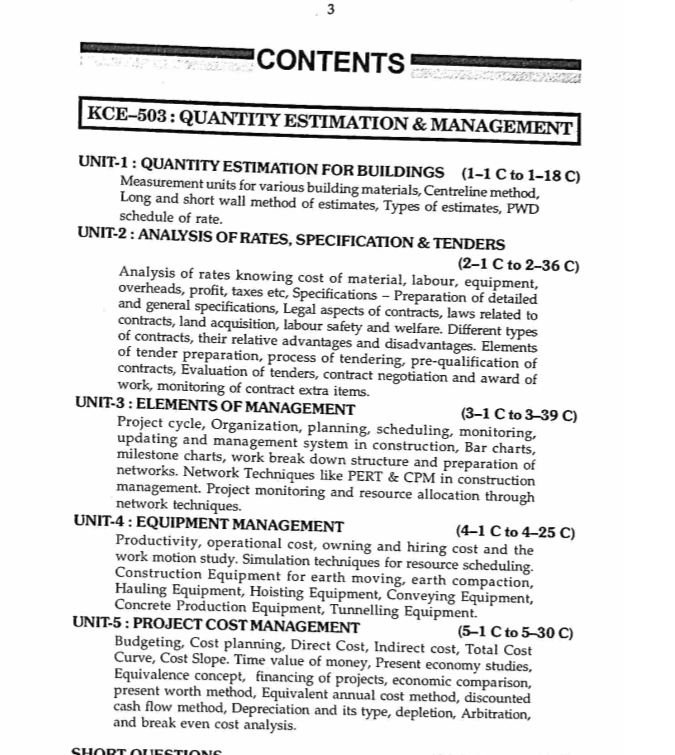 3
CONTENTS
KCE–503 : QUANTITY ESTIMATION & MANAGEMENT
UNIT-1 : QUANTITY ESTIMATION FOR BUILDINGS (1–1 C to 1–18 C)
Measurement units for various building materials, Centreline method,
Long and short wall method of estimates, Types of estimates, PWD
schedule of rate.
UNIT-2 : ANALYSIS OF RATES, SPECIFICATION & TENDERS
(2–1 C to 2–36 C)
Analysis of rates knowing cost of material, labour, equipment,
overheads, profit, taxes etc, Specifications – Preparation of detailed
and general specifications, Legal aspects of contracts, laws related to
contracts, land acquisition, labour safety and welfare. Different types
of contracts, their relative advantages and disadvantages. Elements
of tender preparation, process of tendering, pre-qualification of
contracts, Evaluation of tenders, contract negotiation and award of
work, monitoring of contract extra items.
UNIT-3 : ELEMENTS OF MANAGEMENT (3–1 C to 3–39 C)
Project cycle, Organization, planning, scheduling, monitoring,
updating and management system in construction, Bar charts,
milestone charts, work break down structure and preparation of
networks. Network Techniques like PERT & CPM in construction
management. Project monitoring and resource allocation through
network techniques.
UNIT-4 : EQUIPMENT MANAGEMENT (4–1 C to 4–25 C)
Productivity, operational cost, owning and hiring cost and the
work motion study. Simulation techniques for resource scheduling.
Construction Equipment for earth moving, earth compaction,
Hauling Equipment, Hoisting Equipment, Conveying Equipment,
Concrete Production Equipment, Tunnelling Equipment.
UNIT-5 : PROJECT COST MANAGEMENT (5–1 C to 5–30 C)
Budgeting, Cost planning, Direct Cost, Indirect cost, Total Cost
Curve, Cost Slope. Time value of money, Present economy studies,
Equivalence concept, financing of projects, economic comparison,
present worth method, Equivalent annual cost method, discounted
cash flow method, Depreciation and its type, depletion, Arbitration,
and break even cost analysis.
SHORT QUESTIONS